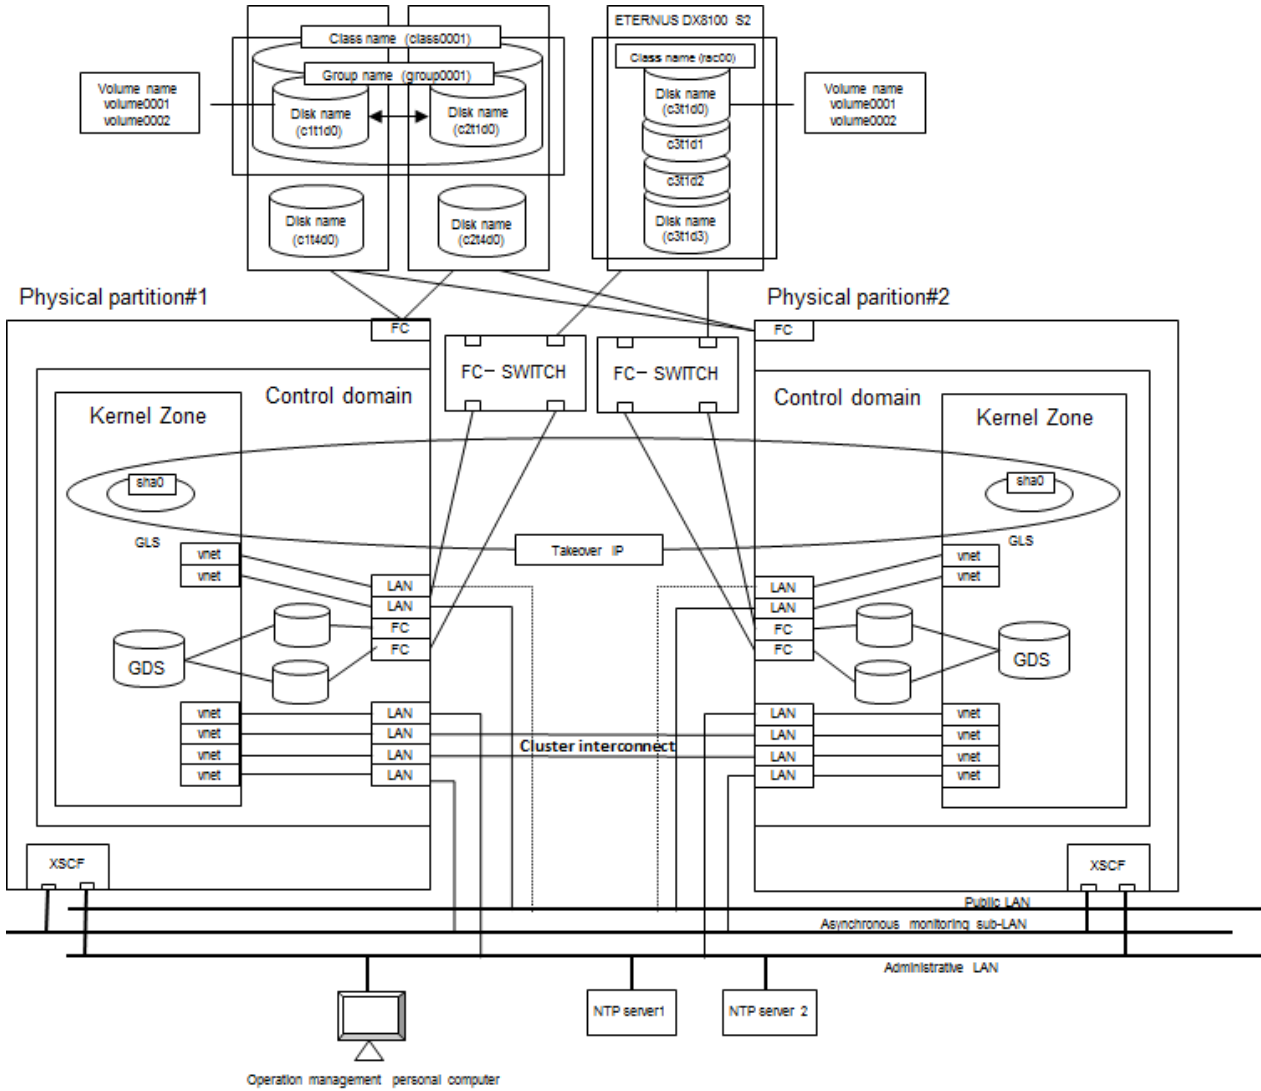 ETERNUS DX8100 S2
Class name (class0001)
Class name (rac00)
Group name (group0001)
Volume name
volume0001
volume0002
Disk name
(c1t1d0)
Disk name
(c2t1d0)
Disk name
(c3t1d0)
c3t1d1
c3t1d2
Disk name
(c3t1d3)
Volume name
volume0001
volume0002
Disk name
(c1t4d0)
Disk name
(c2t4d0)
Physical partition#1
Physical parition#2
FC
FC
FC- SWITCH
FC- SWITCH
Control domain
Kernel Zone
Control domain
Kernel Zone
sha0
sha0
GLS
GLS
Takeover IP
vnet
vnet
LAN
LAN
FC
FC
GDS
LAN
LAN
FC
FC
vnet
vnet
GDS
vnet
vnet
vnet
vnet
LAN
LAN
LAN
LAN
Cluster interconnect
LAN
LAN
LAN
LAN
vnet
vnet
vnet
vnet
XSCF
XSCF
Public LAN
Asynchronous monitoring sub-LAN
Administrative LAN
NTP server1
NTP server 2
Operation management personal computer